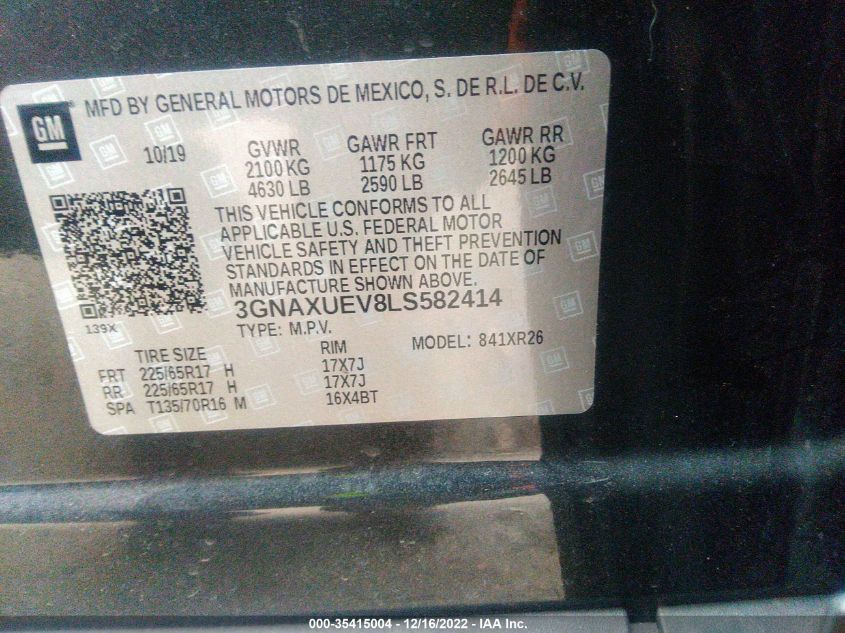 MFD BY GENERAL MOTORS DE MEXICO, S. DE R.L. DE C.V.
GM
10/19 GVWR GAWR FRT GAWR RR
2100 KG 1175 KG 1200 KG
4630 LB 2590 LB 2645 LB
THIS VEHICLE CONFORMS TO ALL
APPLICABLE U.S. FEDERAL MOTOR
VEHICLE SAFETY AND THEFT PREVENTION
STANDARDS IN EFFECT ON THE DATE OF
MANUFACTURE SHOWN ABOVE.
3GNAXUEV8LS582414
139X
TYPE: M.P.V. MODEL: 841XR26
TIRE SIZE RIM
FRT 225/65R17 H 17X7J
RR 225/65R17 H 17X7J
SPA T135/70R16 M 16X4BT
000-35415004 - 12/16/2022 - IAA Inc.